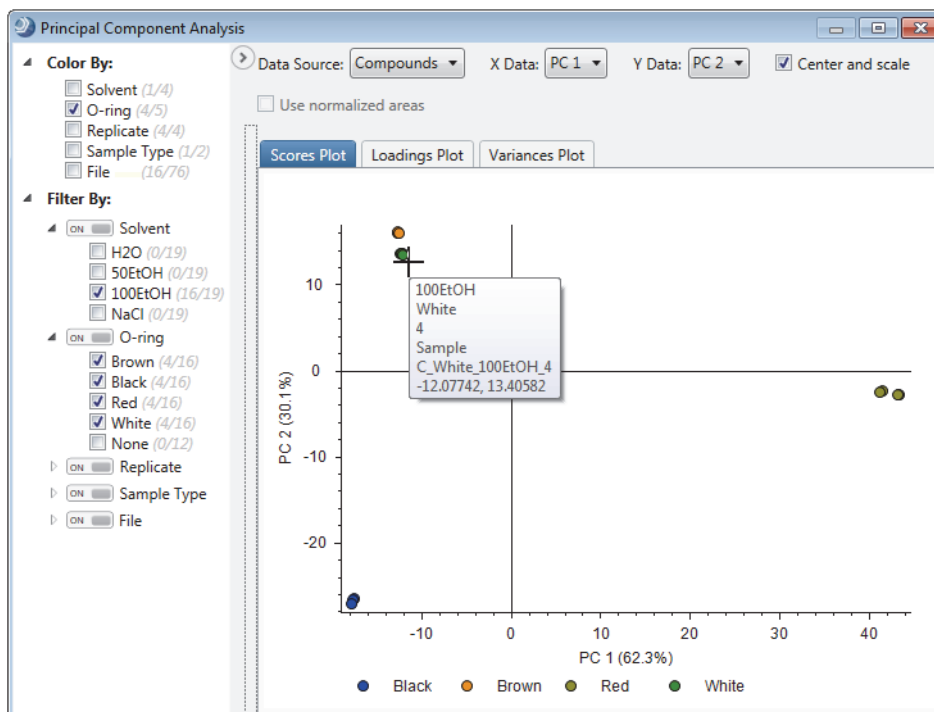 Principal Component Analysis
Color By:
Solvent (1/4)
O-ring (4/5)
Replicate (4/4)
Sample Type (1/2)
File (16/76)
Filter By:
ON Solvent
H2O (0/19)
50EtOH (0/19)
100EtOH (16/19)
NaCl (0/19)
ON O-ring
Brown (4/16)
Black (4/16)
Red (4/16)
White (4/16)
None (0/12)
ON Replicate
ON Sample Type
ON File
Data Source: Compounds X Data: PC 1 Y Data: PC 2 Center and scale
Use normalized areas
Scores Plot Loadings Plot Variances Plot
10
0
-10
-20
PC 2 (30.1%)
100EtOH
White
4
Sample
C_White_100EtOH_4
-12.07742, 13.40582
-10 0 10 20 30 40
PC 1 (62.3%)
Black Brown Red White